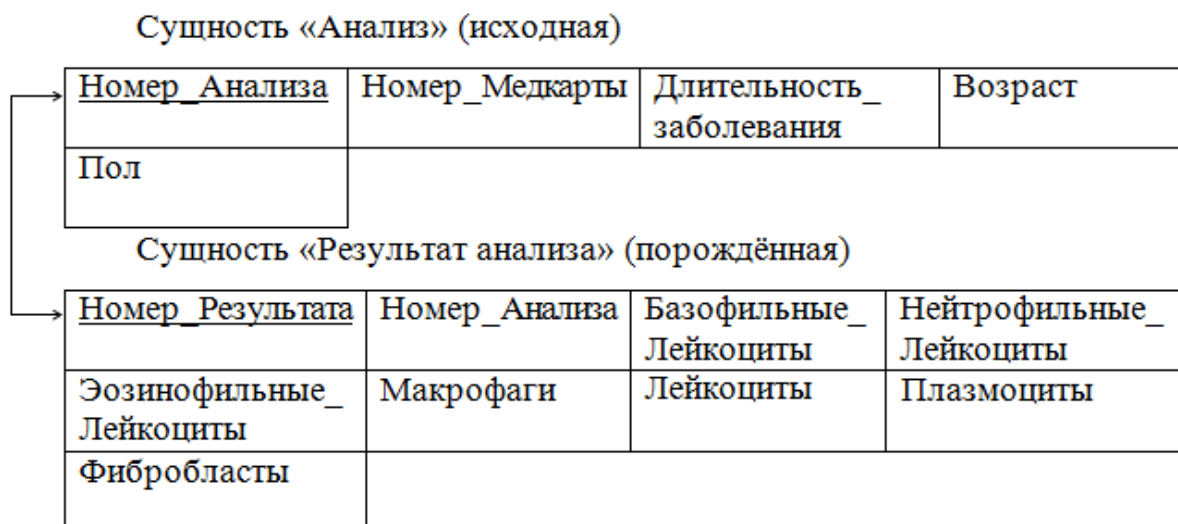 Сущность «Анализ» (исходная)
Номер_Анализа Номер_Медкарты Длительность_ Возраст
заболевания
Пол
Сущность «Результат анализа» (порождённая)
Номер_Результата Номер_Анализа Базофильные_ Нейтрофильные_
Лейкоциты Лейкоциты
Эозинофильные_ Макрофаги Лейкоциты Плазмоциты
Лейкоциты
Фибробласты